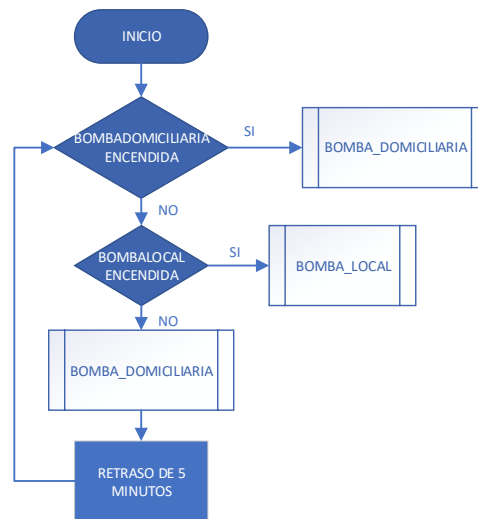 INICIO
BOMBADOMICILIARIA
ENCENDIDA
SI
BOMBA_DOMICILIARIA
NO
BOMBALOCAL
ENCENDIDA
SI
BOMBA_LOCAL
NO
BOMBA_DOMICILIARIA
RETRASO DE 5
MINUTOS